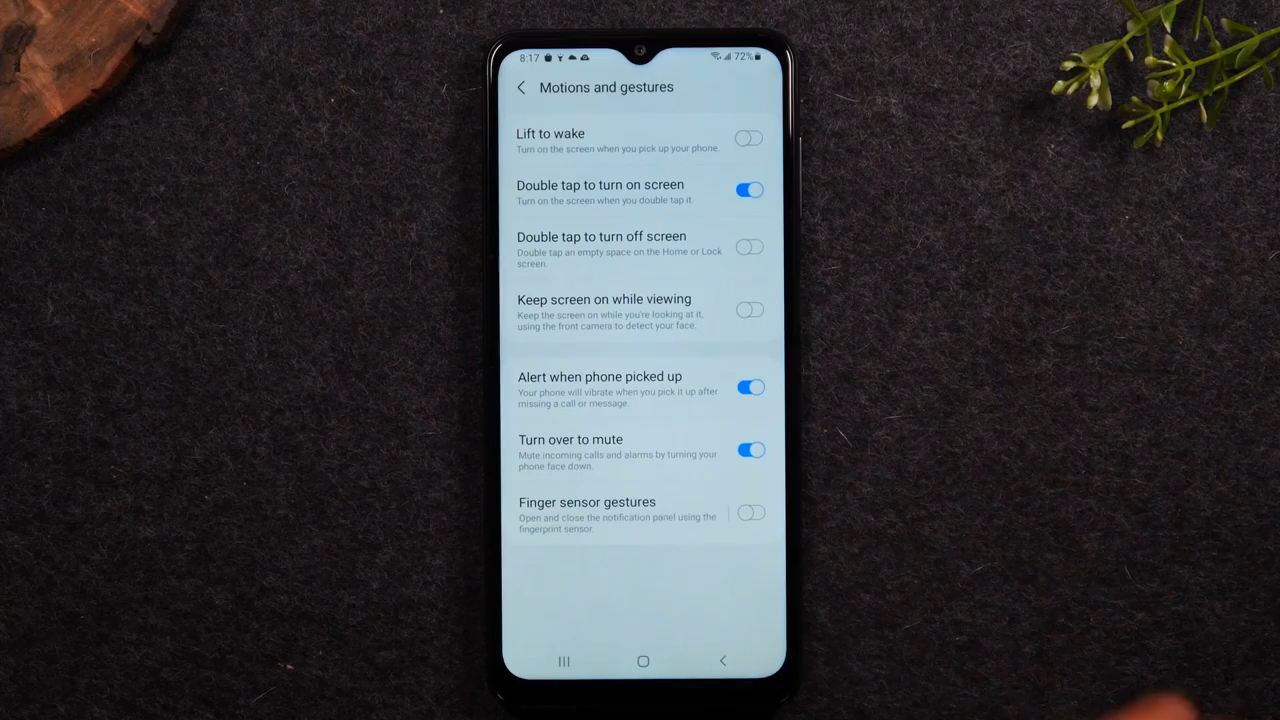 8:17
72%
Motions and gestures
Lift to wake
Turn on the screen when you pick up your phone.
Double tap to turn on screen
Turn on the screen when you double tap it.
Double tap to turn off screen
Double tap an empty space on the Home or Lock
screen.
Keep screen on while viewing
Keep the screen on while you're looking at it,
using the front camera to detect your face.
Alert when phone picked up
Your phone will vibrate when you pick it up after
missing a call or message.
Turn over to mute
Mute incoming calls and alarms by turning your
phone face down.
Finger sensor gestures
Open and close the notification panel using the
fingerprint sensor.